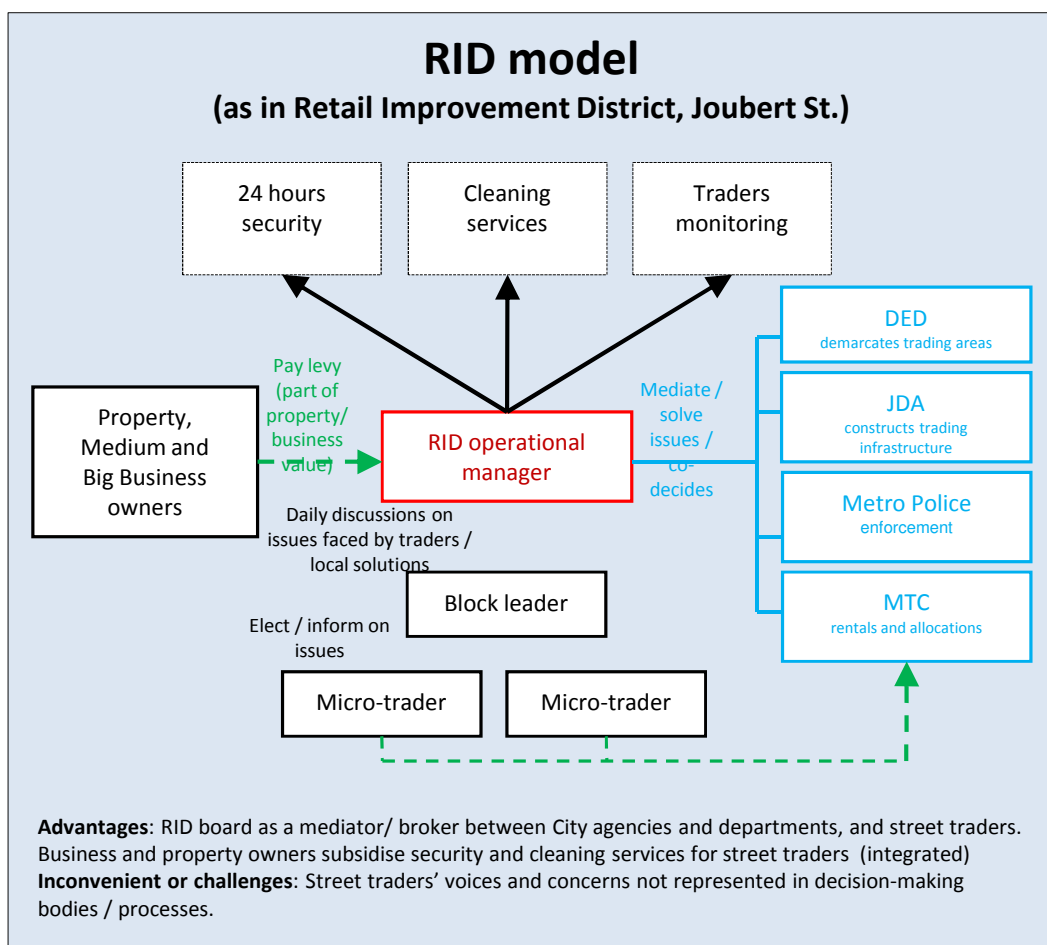 RID model
(as in Retail Improvement District, Joubert St.)
24 hours
security
Cleaning
services
Traders
monitoring
DED
demarcates trading areas
Pay levy
(part of
property/
business
value)
Mediate /
solve
issues /
co-
decides
Property,
Medium and
Big Business
owners
RID operational
manager
JDA
constructs trading
infrastructure
Metro Police
enforcement
Daily discussions on
issues faced by traders /
local solutions
Block leader
MTC
rentals and allocations
Elect / inform on
issues
Micro-trader
Micro-trader
Advantages: RID board as a mediator/ broker between City agencies and departments, and street traders.
Business and property owners subsidise security and cleaning services for street traders (integrated)
Inconvenient or challenges: Street traders’ voices and concerns not represented in decision-making
bodies / processes.